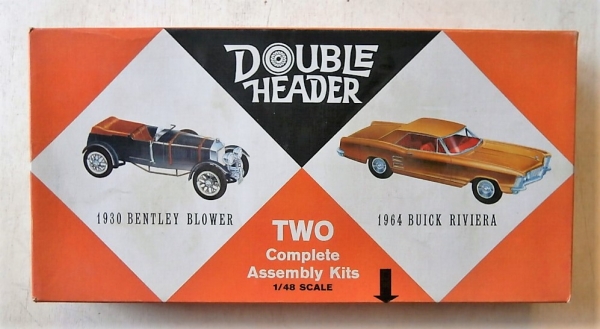 DOUBLE
HEADER
1930 BENTLEY BLOWER
1964 BUICK RIVIERA
TWO
Complete
Assembly Kits
1/48 SCALE